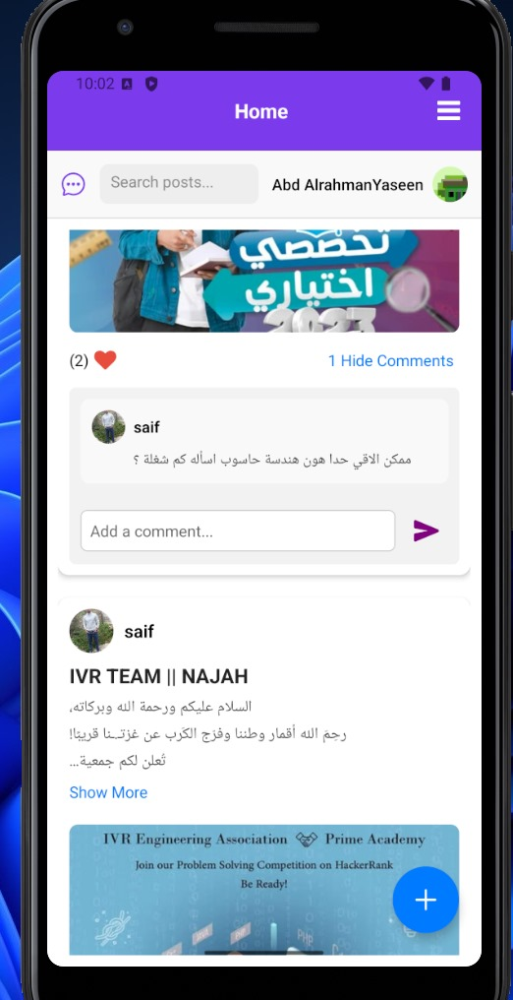 10:02
Home
Search posts...
Abd AlrahmanYaseen
تخصصي
اختياري
2023
(2)
1 Hide Comments
saif
ممكن الاقي حدا هون هندسة حاسوب اسأله كم شغلة ؟
Add a comment...
saif
IVR TEAM || NAJAH
السلام عليكم ورحمة الله وبركاته،
رحِمَ الله أقمار وطننا وفرّج الكَرب عن غزتـنا قريبًا!
تُعلن لكم جمعية...
Show More
IVR Engineering Association Prime Academy
Join our Problem Solving Competition on HackerRank
Be Ready!
PHP